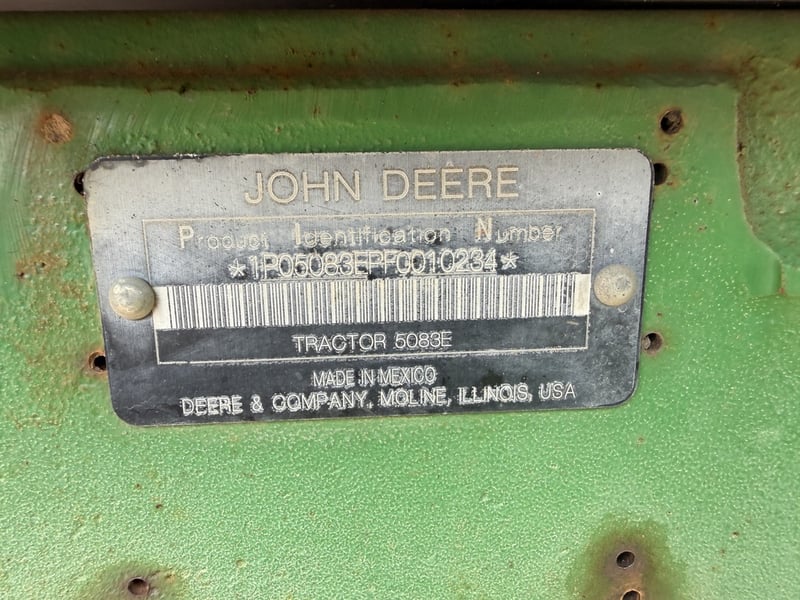 JOHN DEERE
Product Identification Number
*1P05083EPF0010234*
TRACTOR 5083E
MADE IN MEXICO
DEERE & COMPANY, MOLINE, ILLINOIS, USA